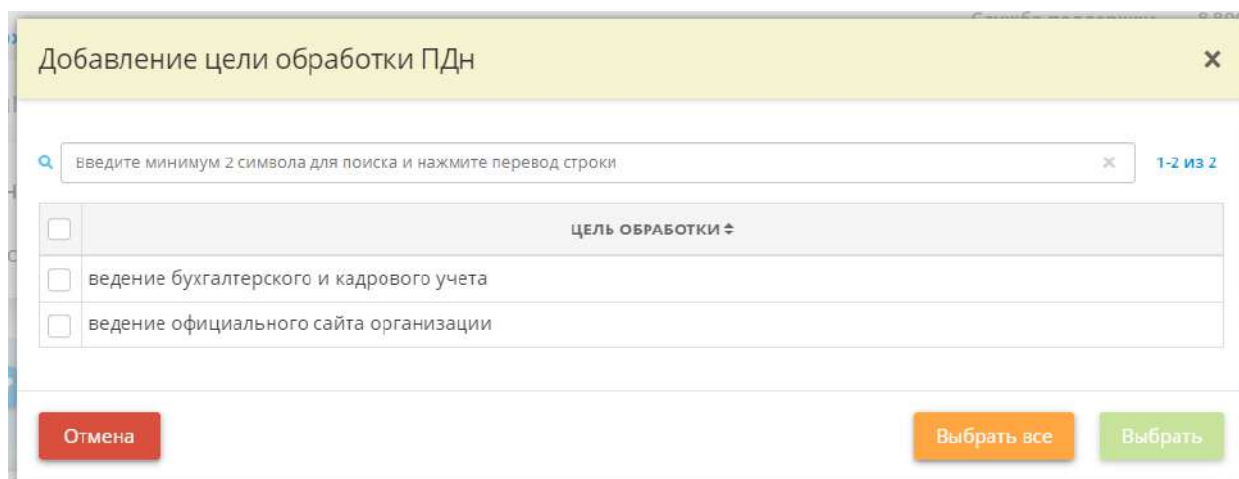 Добавление цели обработки ПДн ×
Введите минимум 2 символа для поиска и нажмите перевод строки × 1-2 из 2
ЦЕЛЬ ОБРАБОТКИ
ведение бухгалтерского и кадрового учета
ведение официального сайта организации
Отмена Выбрать все Выбрать